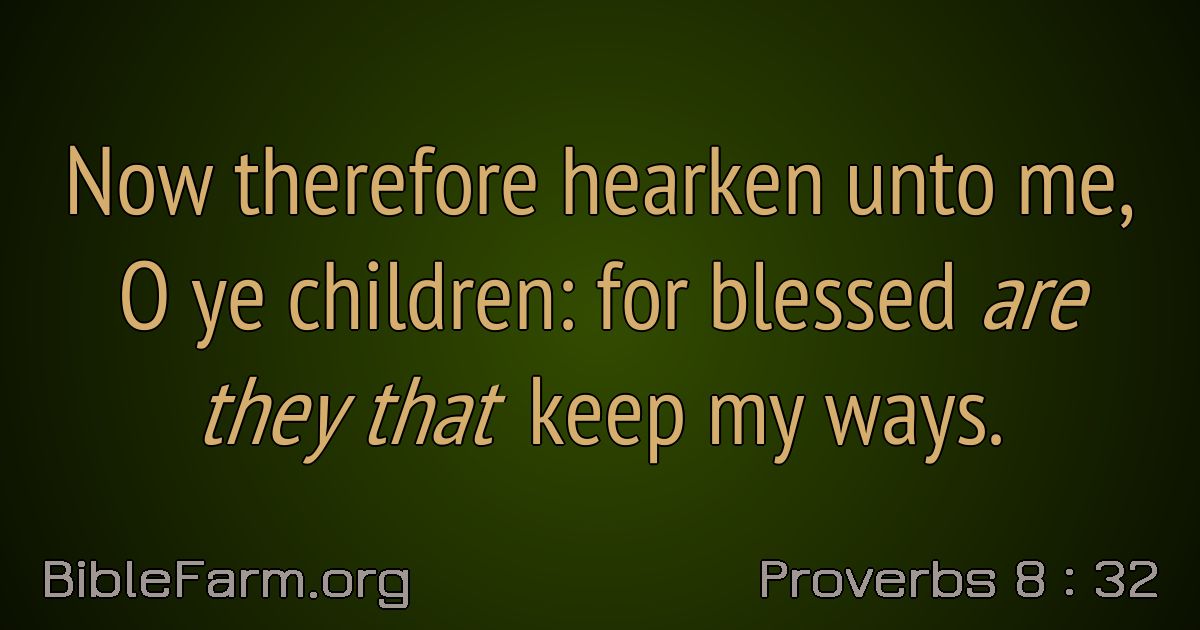 Now therefore hearken unto me,
O ye children: for blessed are
they that keep my ways.
BibleFarm.org
Proverbs 8 : 32